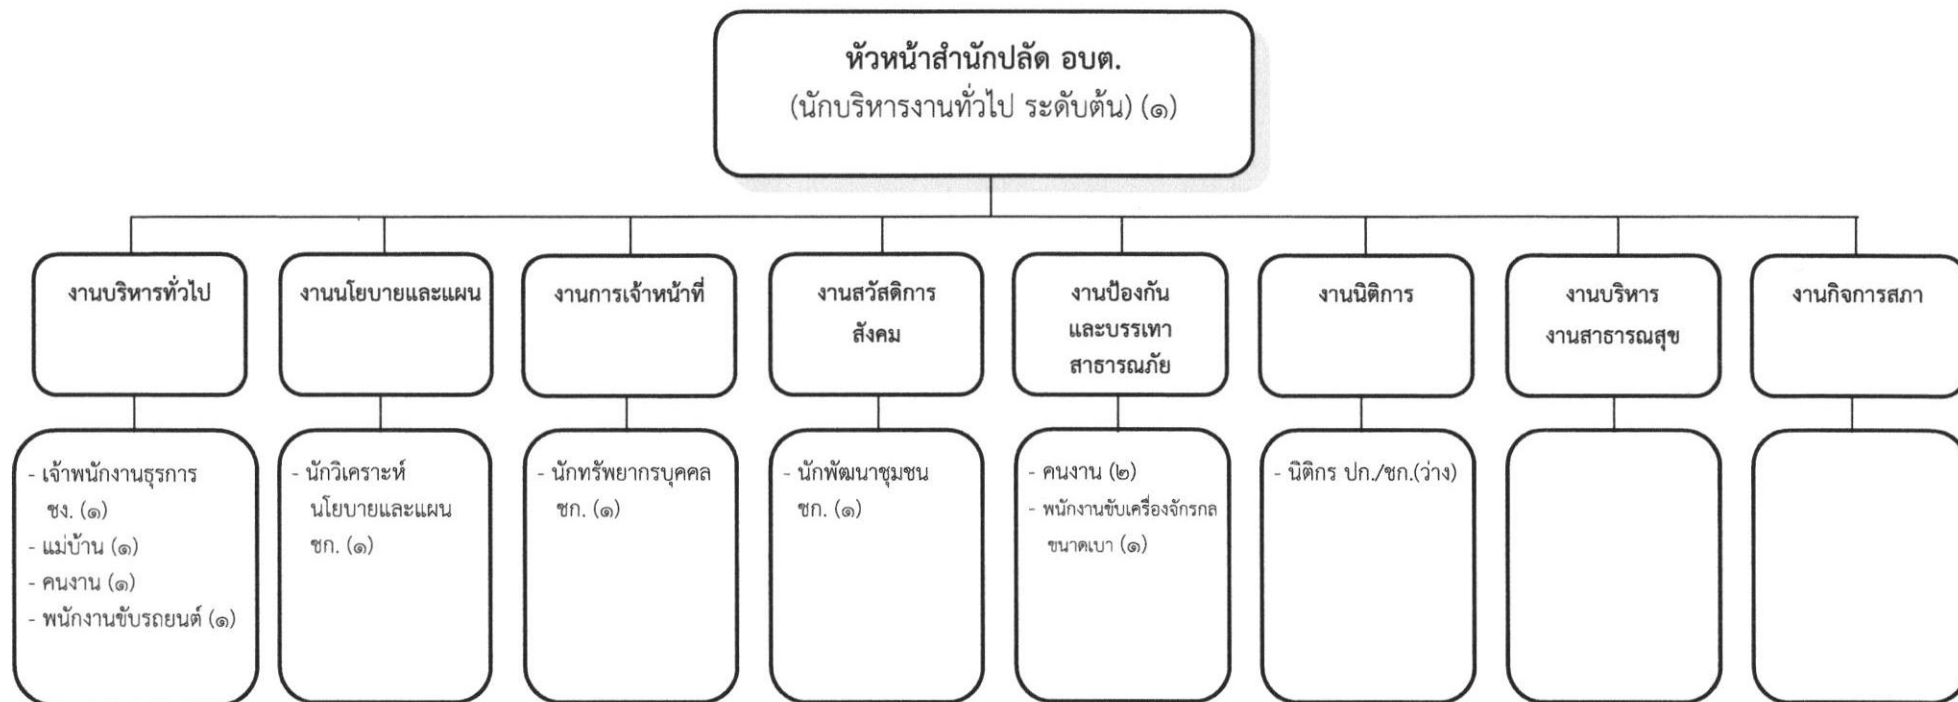 หัวหน้าสำนักปลัด อบต.
(นักบริหารงานทั่วไป ระดับต้น) (๑)
งานบริหารทั่วไป
งานนโยบายและแผน
งานการเจ้าหน้าที่
งานสวัสดิการ
สังคม
งานป้องกัน
และบรรเทา
สาธารณภัย
งานนิติการ
งานบริหาร
งานสาธารณสุข
งานกิจการสภา
- เจ้าพนักงานธุรการ
ชง. (๑)
- แม่บ้าน (๑)
- คนงาน (๑)
- พนักงานขับรถยนต์ (๑)
- นักวิเคราะห์
นโยบายและแผน
ชก. (๑)
- นักทรัพยากรบุคคล
ชก. (๑)
- นักพัฒนาชุมชน
ชก. (๑)
- คนงาน (๒)
- พนักงานขับเครื่องจักรกล
ขนาดเบา (๑)
- นิติกร ปก./ชก.(ว่าง)